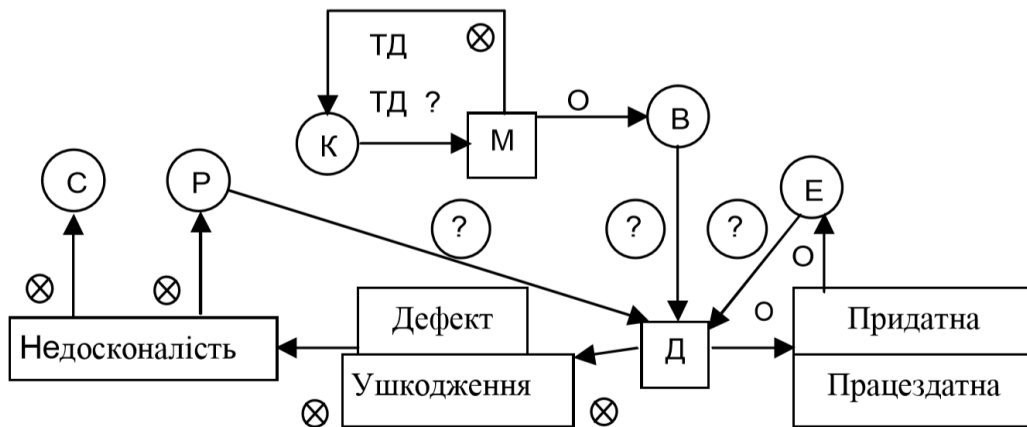 ТД
ТД ?
О
К
М
В
С
Р
Е
?
?
?
О
О
Дефект
Недосконалість
Ушкодження
Д
Придатна
Працездатна